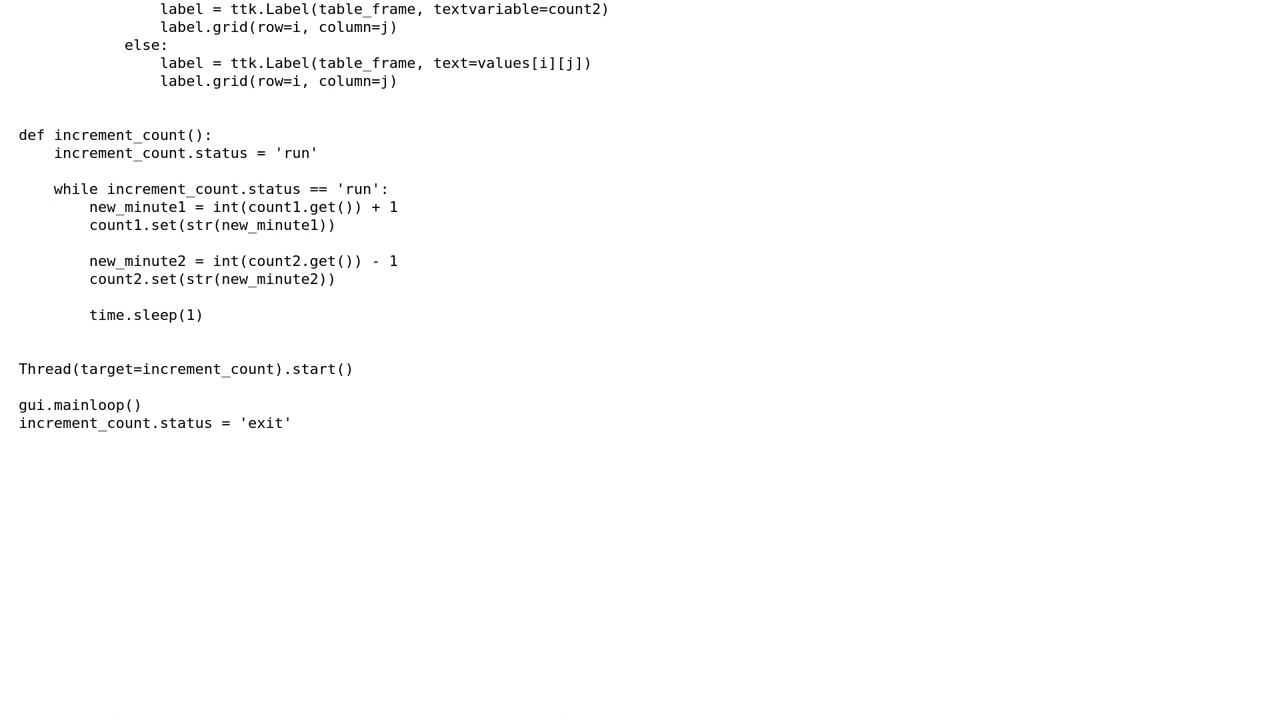 label = ttk.Label(table_frame, textvariable=count2)
                label.grid(row=i, column=j)
            else:
                label = ttk.Label(table_frame, text=values[i][j])
                label.grid(row=i, column=j)


def increment_count():
    increment_count.status = 'run'

    while increment_count.status == 'run':
        new_minute1 = int(count1.get()) + 1
        count1.set(str(new_minute1))

        new_minute2 = int(count2.get()) - 1
        count2.set(str(new_minute2))

        time.sleep(1)


Thread(target=increment_count).start()

gui.mainloop()
increment_count.status = 'exit'